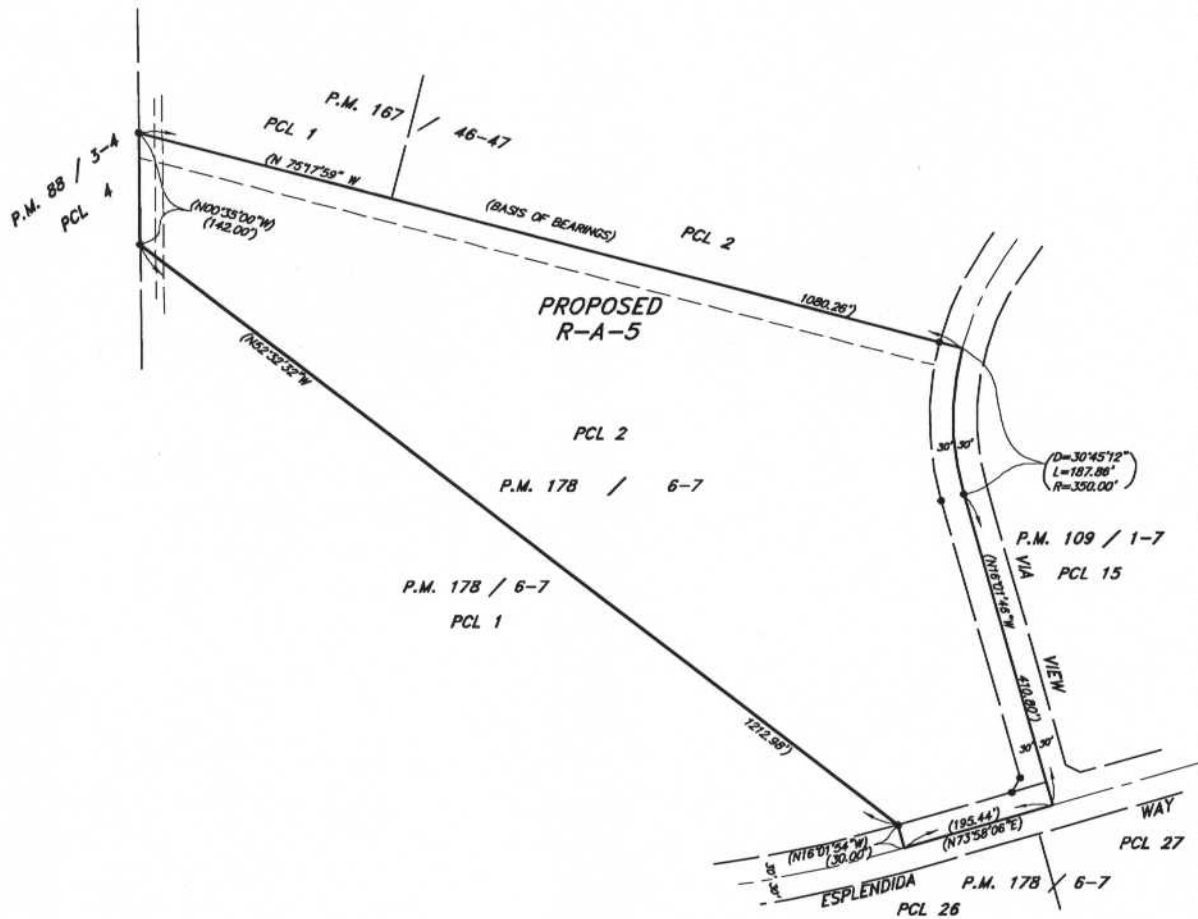 P.M. 167 / 46-47
PCL 1
P.M. 88 / 3-4
PCL 4
(N 75°17'59" W
(N00°35'00"W)
(142.00')
(BASIS OF BEARINGS)
PCL 2
1080.26')
PROPOSED
R-A-5
(N52°32'32"W
PCL 2
P.M. 178 / 6-7
30' 30'
(D=30°45'12"
L=187.86'
R=350.00')
P.M. 109 / 1-7
PCL 15
P.M. 178 / 6-7
PCL 1
(N16°01'46"W
VIA
VIEW
410.80')
1212.98')
30' 30'
(195.44')
(N73°58'06"E)
WAY
(N16°01'54"W)
(30.00')
PCL 27
30' 30'
ESPLENDIDA
P.M. 178 / 6-7
PCL 26